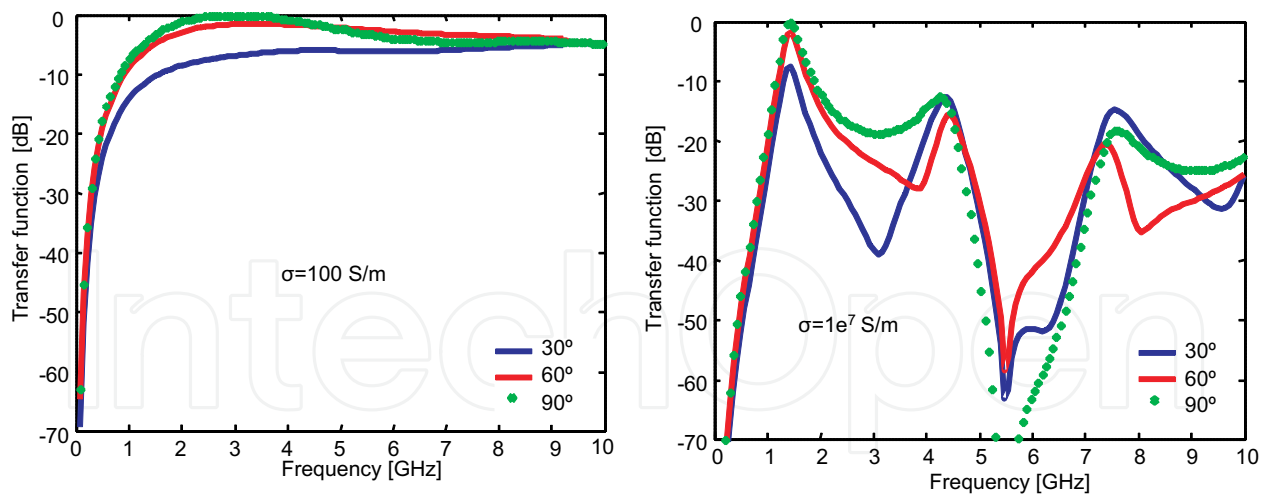 Transfer function [dB]
0
-10
-20
-30
-40
-50
-60
-70
σ=100 S/m
30º
60º
90º
0 1 2 3 4 5 6 7 8 9 10
Frequency [GHz]
Transfer function [dB]
0
-10
-20
-30
-40
-50
-60
-70
σ=1e⁷ S/m
30º
60º
90º
0 1 2 3 4 5 6 7 8 9 10
Frequency [GHz]
IntechOpen